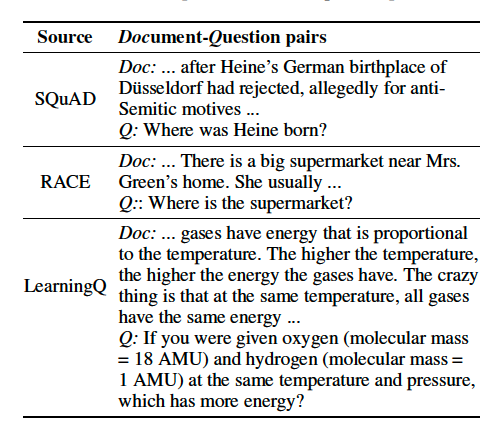 Source Document-Question pairs
Doc: ... after Heine's German birthplace of
Düsseldorf had rejected, allegedly for anti-
SQuAD
Semitic motives ...
Q: Where was Heine born?
Doc: ... There is a big supermarket near Mrs.
RACE Green's home. She usually ...
Q:: Where is the supermarket?
Doc: ... gases have energy that is proportional
to the temperature. The higher the temperature,
the higher the energy the gases have. The crazy
LearningQ
thing is that at the same temperature, all gases
have the same energy ...
Q: If you were given oxygen (molecular mass
= 18 AMU) and hydrogen (molecular mass =
1 AMU) at the same temperature and pressure,
which has more energy?